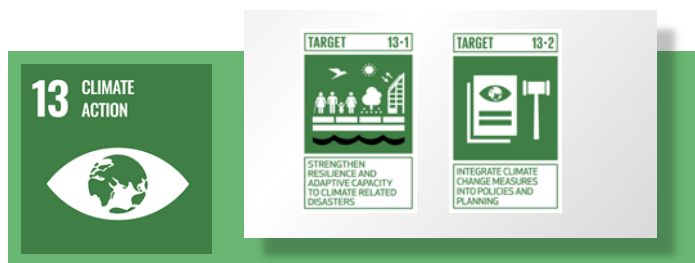 13 CLIMATE
ACTION
TARGET 13·1
STRENGTHEN
RESILIENCE AND
ADAPTIVE CAPACITY
TO CLIMATE RELATED
DISASTERS
TARGET 13·2
INTEGRATE CLIMATE
CHANGE MEASURES
INTO POLICIES AND
PLANNING